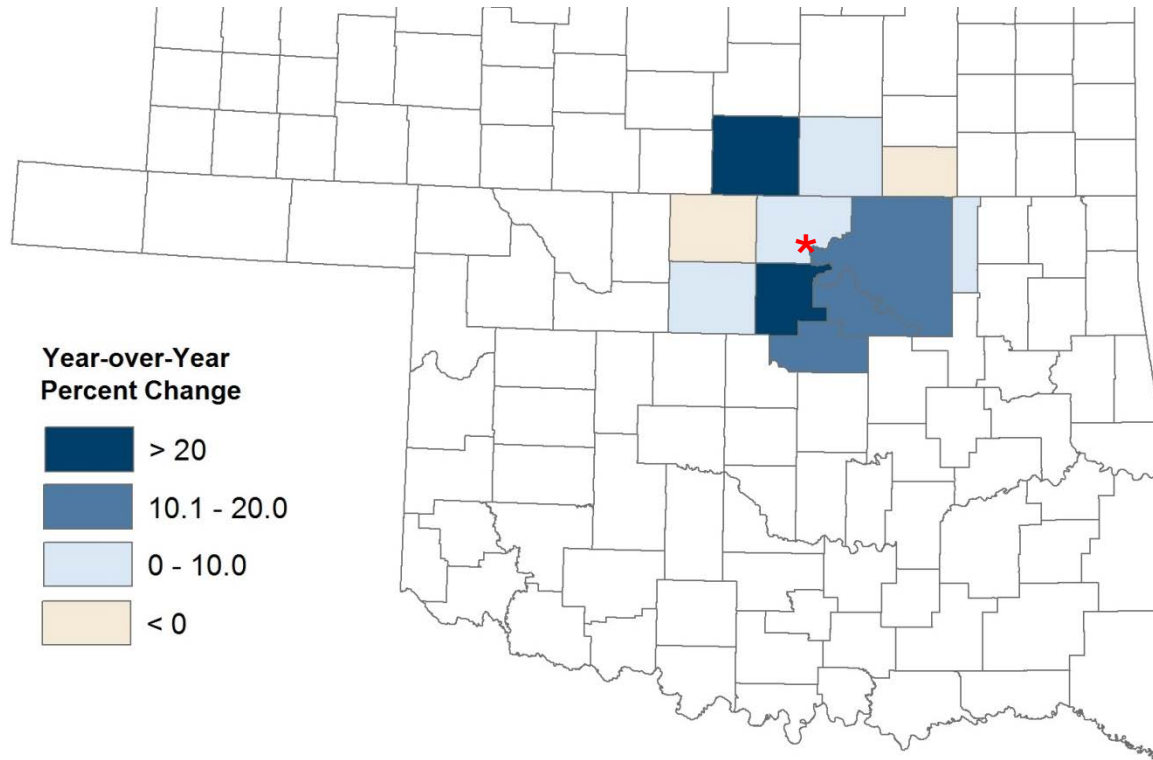 Year-over-Year
Percent Change
> 20
10.1 - 20.0
0 - 10.0
< 0
*